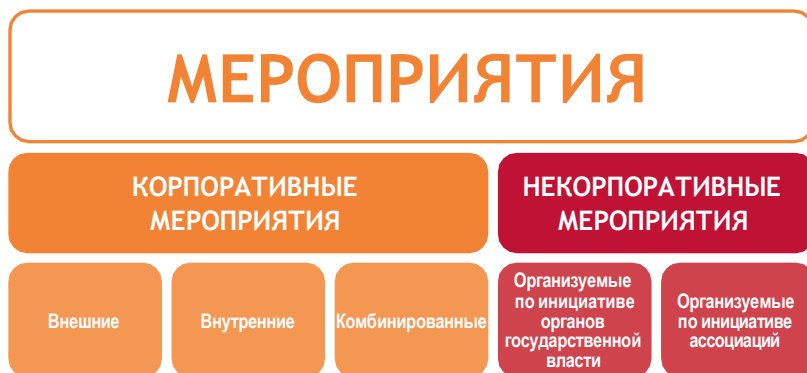 МЕРОПРИЯТИЯ
КОРПОРАТИВНЫЕ
МЕРОПРИЯТИЯ
НЕКОРПОРАТИВНЫЕ
МЕРОПРИЯТИЯ
Внешние
Внутренние
Комбинированные
Организуемые
по инициативе
органов
государственной
власти
Организуемые
по инициативе
ассоциаций